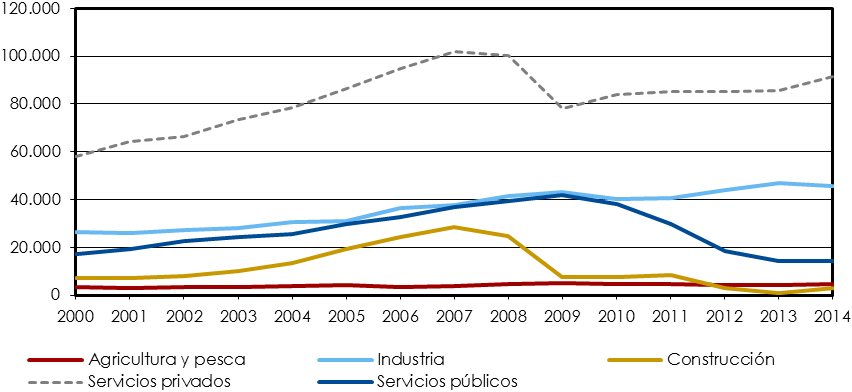 120.000
100.000
80.000
60.000
40.000
20.000
0
2000 2001 2002 2003 2004 2005 2006 2007 2008 2009 2010 2011 2012 2013 2014
Agricultura y pesca Industria Construcción
Servicios privados Servicios públicos